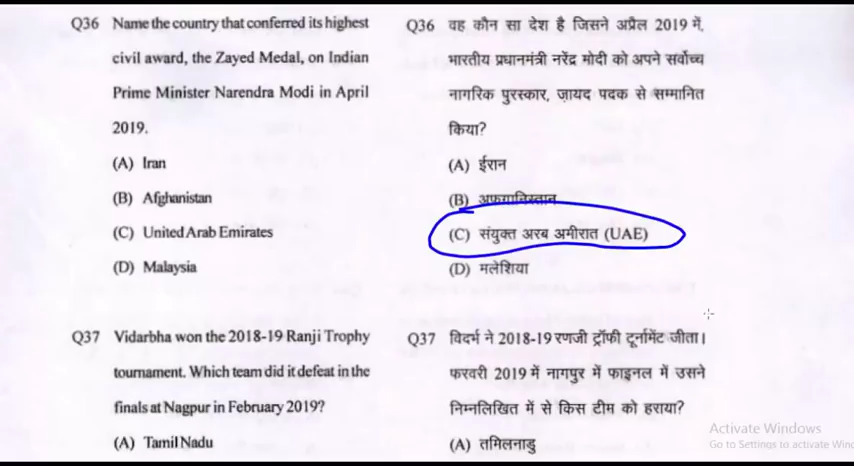 Q36 Name the country that conferred its highest
civil award, the Zayed Medal, on Indian
Prime Minister Narendra Modi in April
2019.
(A) Iran
(B) Afghanistan
(C) United Arab Emirates
(D) Malaysia
Q37 Vidarbha won the 2018-19 Ranji Trophy
tournament. Which team did it defeat in the
finals at Nagpur in February 2019?
(A) Tamil Nadu
Q36 वह कौन सा देश है जिसने अप्रैल 2019 में,
भारतीय प्रधानमंत्री नरेंद्र मोदी को अपने सर्वोच्च
नागरिक पुरस्कार, ज़ायद पदक से सम्मानित
किया?
(A) ईरान
(B) अफगानिस्तान
(C) संयुक्त अरब अमीरात (UAE)
(D) मलेशिया
Q37 विदर्भ ने 2018-19 रणजी ट्रॉफी टूर्नामेंट जीता।
फरवरी 2019 में नागपुर में फाइनल में उसने
निम्नलिखित में से किस टीम को हराया?
(A) तमिलनाडु
Activate Windows
Go to Settings to activate Wind